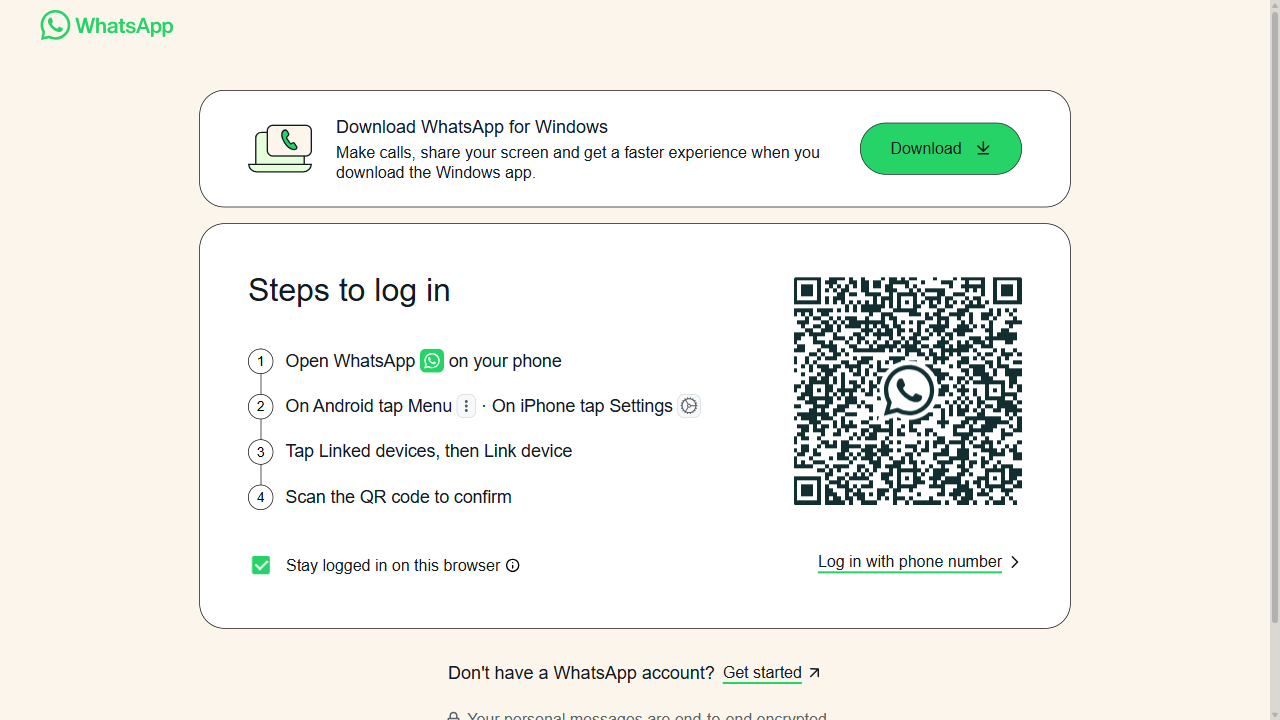 WhatsApp
Download WhatsApp for Windows
Make calls, share your screen and get a faster experience when you
download the Windows app.
Download
Steps to log in
1 Open WhatsApp on your phone
2 On Android tap Menu · On iPhone tap Settings
3 Tap Linked devices, then Link device
4 Scan the QR code to confirm
Stay logged in on this browser
Log in with phone number
Don't have a WhatsApp account? Get started
Your personal messages are end-to-end encrypted